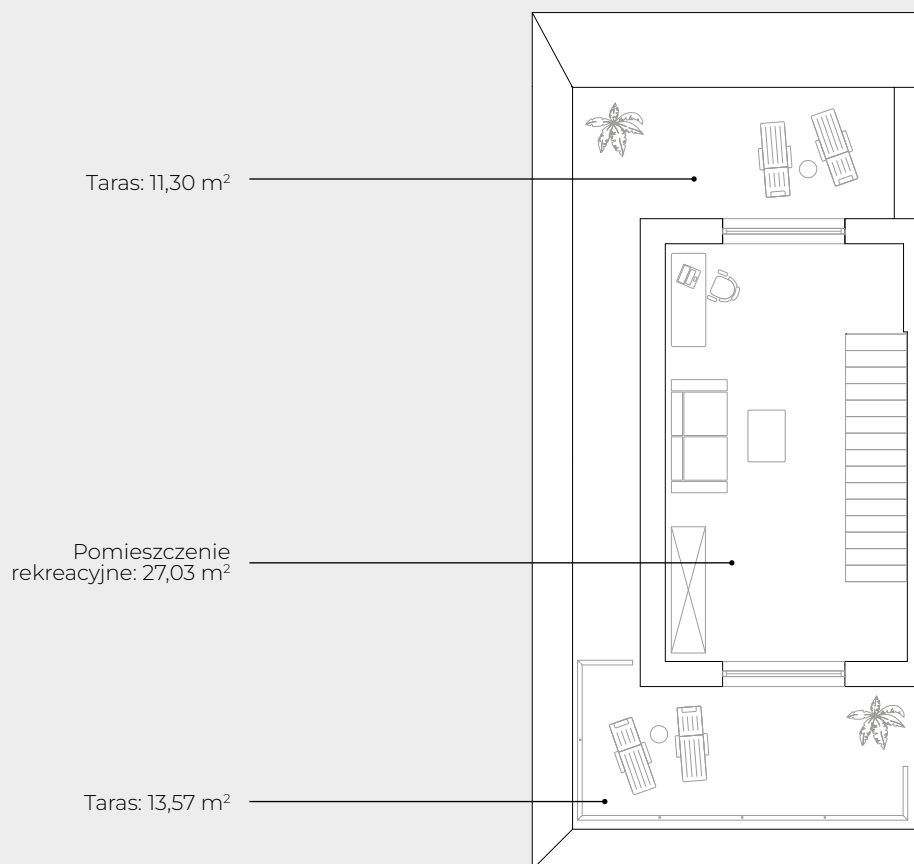 Taras: 11,30 m²
Pomieszczenie
rekreacyjne: 27,03 m²
Taras: 13,57 m²